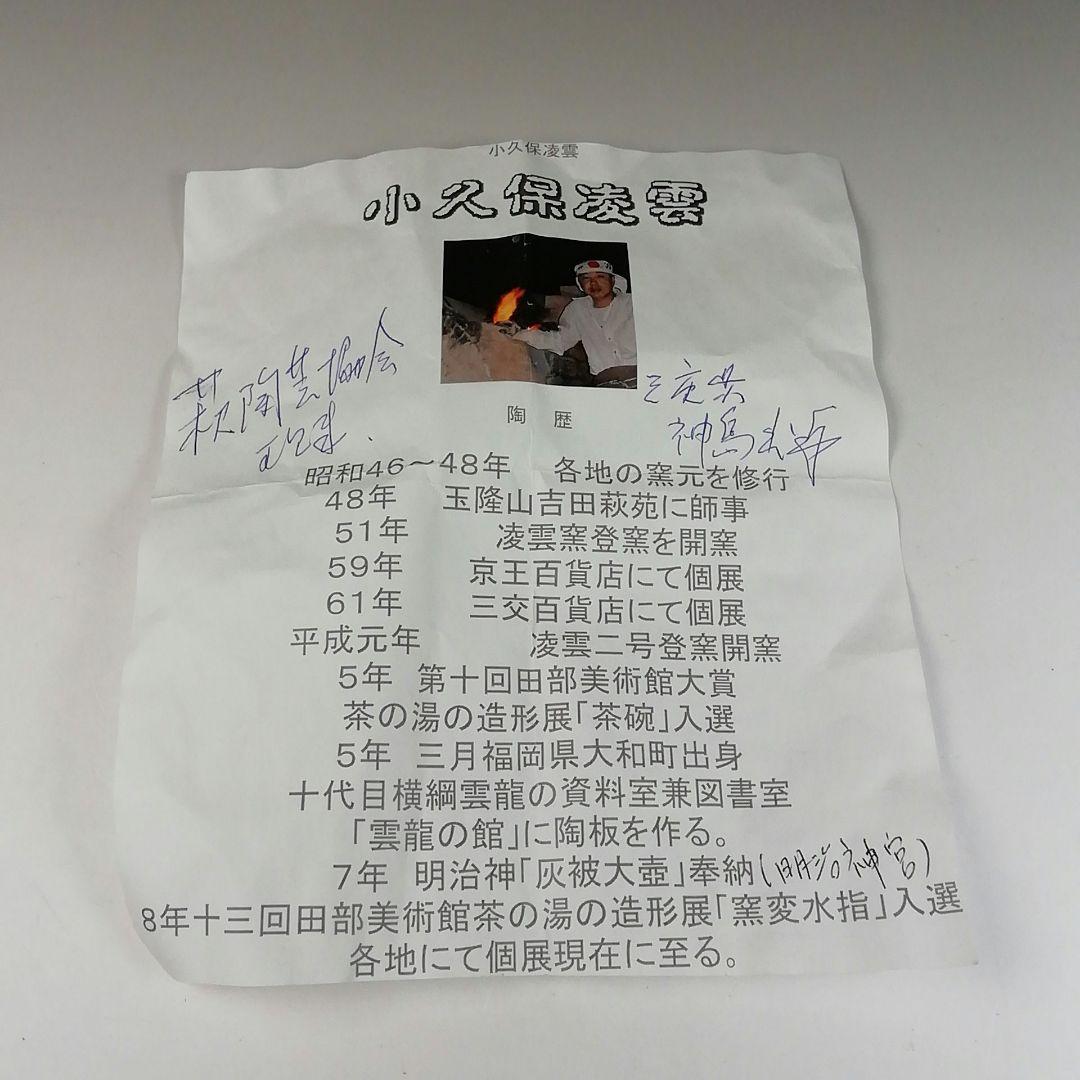 小久保凌雲
小久保凌雲
萩陶芸協会
陶歴
昭和46～48年 各地の窯元を修行
48年 玉隆山吉田萩苑に師事
51年 凌雲窯登窯を開窯
59年 京王百貨店にて個展
61年 三交百貨店にて個展
平成元年 凌雲二号登窯開窯
5年 第十回田部美術館大賞
茶の湯の造形展「茶碗」入選
5年 三月福岡県大和町出身
十代目横綱雲龍の資料室兼図書室
「雲龍の館」に陶板を作る。
7年 明治神「灰被大壺」奉納(明治神宮)
8年十三回田部美術館茶の湯の造形展「窯変水指」入選
各地にて個展現在に至る。